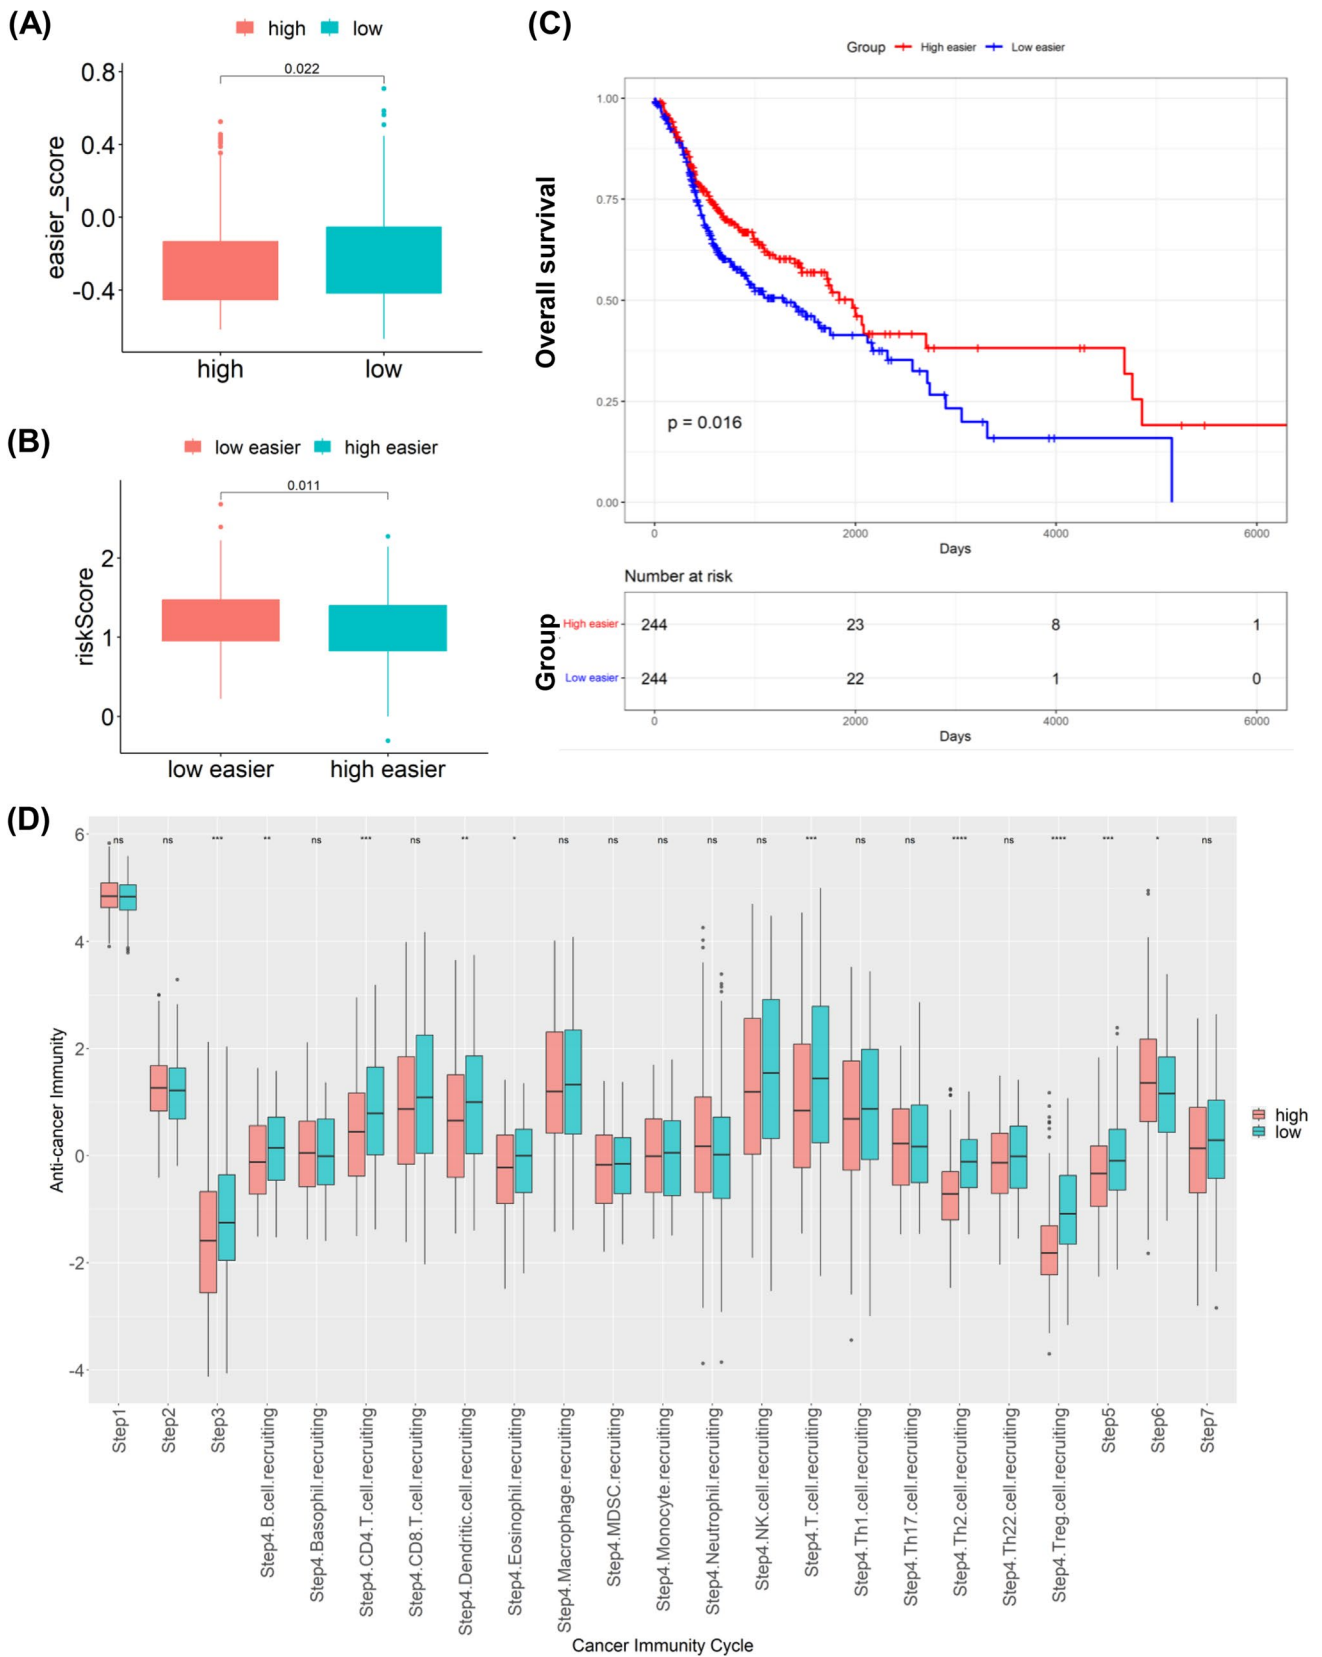 (A)
high low
0.022
0.8
0.4
0.0
-0.4
easier_score
high low
(B)
low easier high easier
0.011
2
1
0
riskScore
low easier high easier
(C)
Group High easier Low easier
1.00
0.75
0.50
0.25
0.00
Overall survival
p = 0.016
0 2000 4000 6000
Days
Number at risk
Group
High easier 244 23 8 1
Low easier 244 22 1 0
0 2000 4000 6000
Days
(D)
ns ns *** ** ns *** ns ** * ns ns ns ns ns *** ns ns **** ns **** *** * ns
6
4
2
0
-2
-4
Anti-cancer Immunity
high
low
Step1
Step2
Step3
Step4.B.cell.recruiting
Step4.Basophil.recruiting
Step4.CD4.T.cell.recruiting
Step4.CD8.T.cell.recruiting
Step4.Dendritic.cell.recruiting
Step4.Eosinophil.recruiting
Step4.Macrophage.recruiting
Step4.MDSC.recruiting
Step4.Monocyte.recruiting
Step4.Neutrophil.recruiting
Step4.NK.cell.recruiting
Step4.T.cell.recruiting
Step4.Th1.cell.recruiting
Step4.Th17.cell.recruiting
Step4.Th2.cell.recruiting
Step4.Th22.cell.recruiting
Step4.Treg.cell.recruiting
Step5
Step6
Step7
Cancer Immunity Cycle